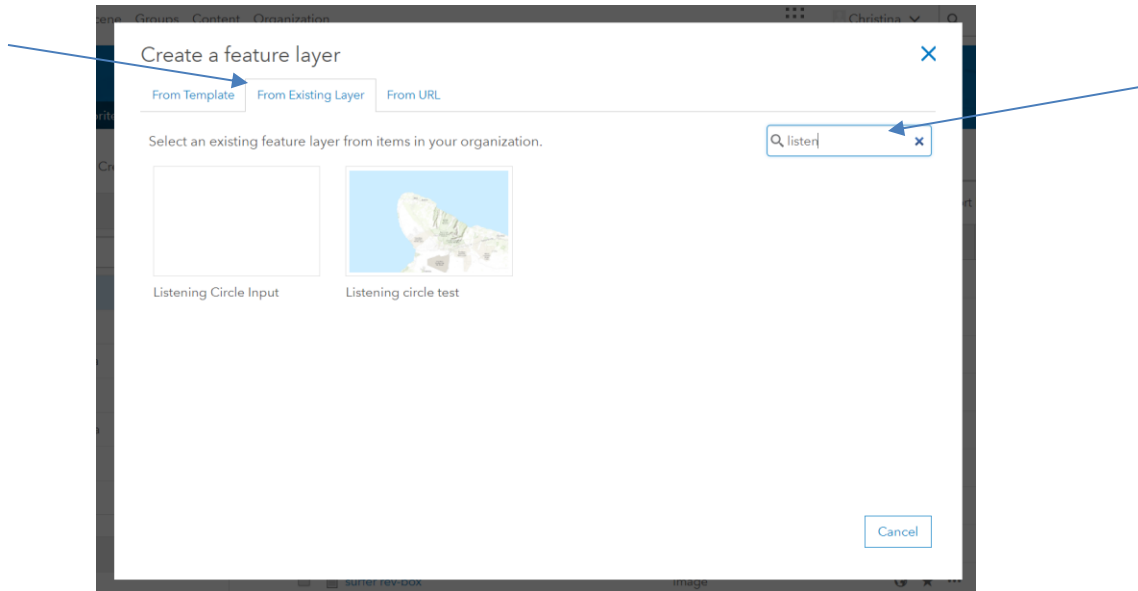 cene Groups Content Organization Christina
Create a feature layer
From Template From Existing Layer From URL
Select an existing feature layer from items in your organization.
listen
Listening Circle Input Listening circle test
Cancel
surfer rev-box image